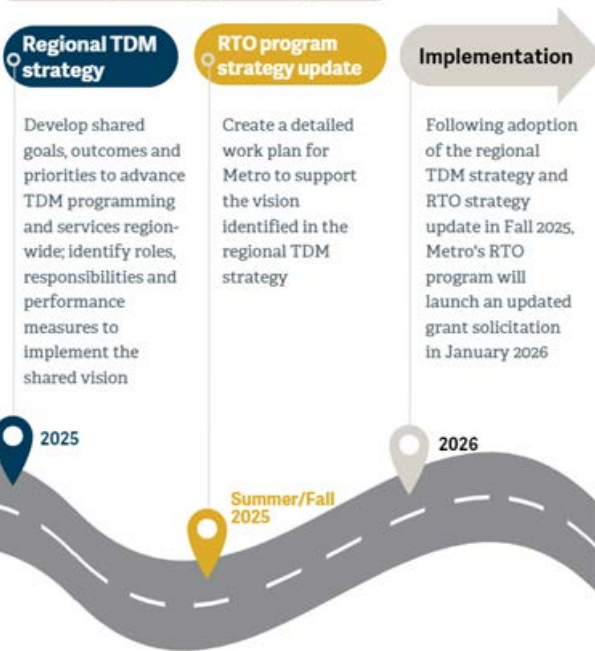 Regional TDM
strategy
Develop shared
goals, outcomes and
priorities to advance
TDM programming
and services region-
wide; identify roles,
responsibilities and
performance
measures to
implement the
shared vision
2025
RTO program
strategy update
Create a detailed
work plan for
Metro to support
the vision
identified in the
regional TDM
strategy
Summer/Fall
2025
Implementation
Following adoption
of the regional
TDM strategy and
RTO strategy
update in Fall 2025,
Metro's RTO
program will
launch an updated
grant solicitation
in January 2026
2026